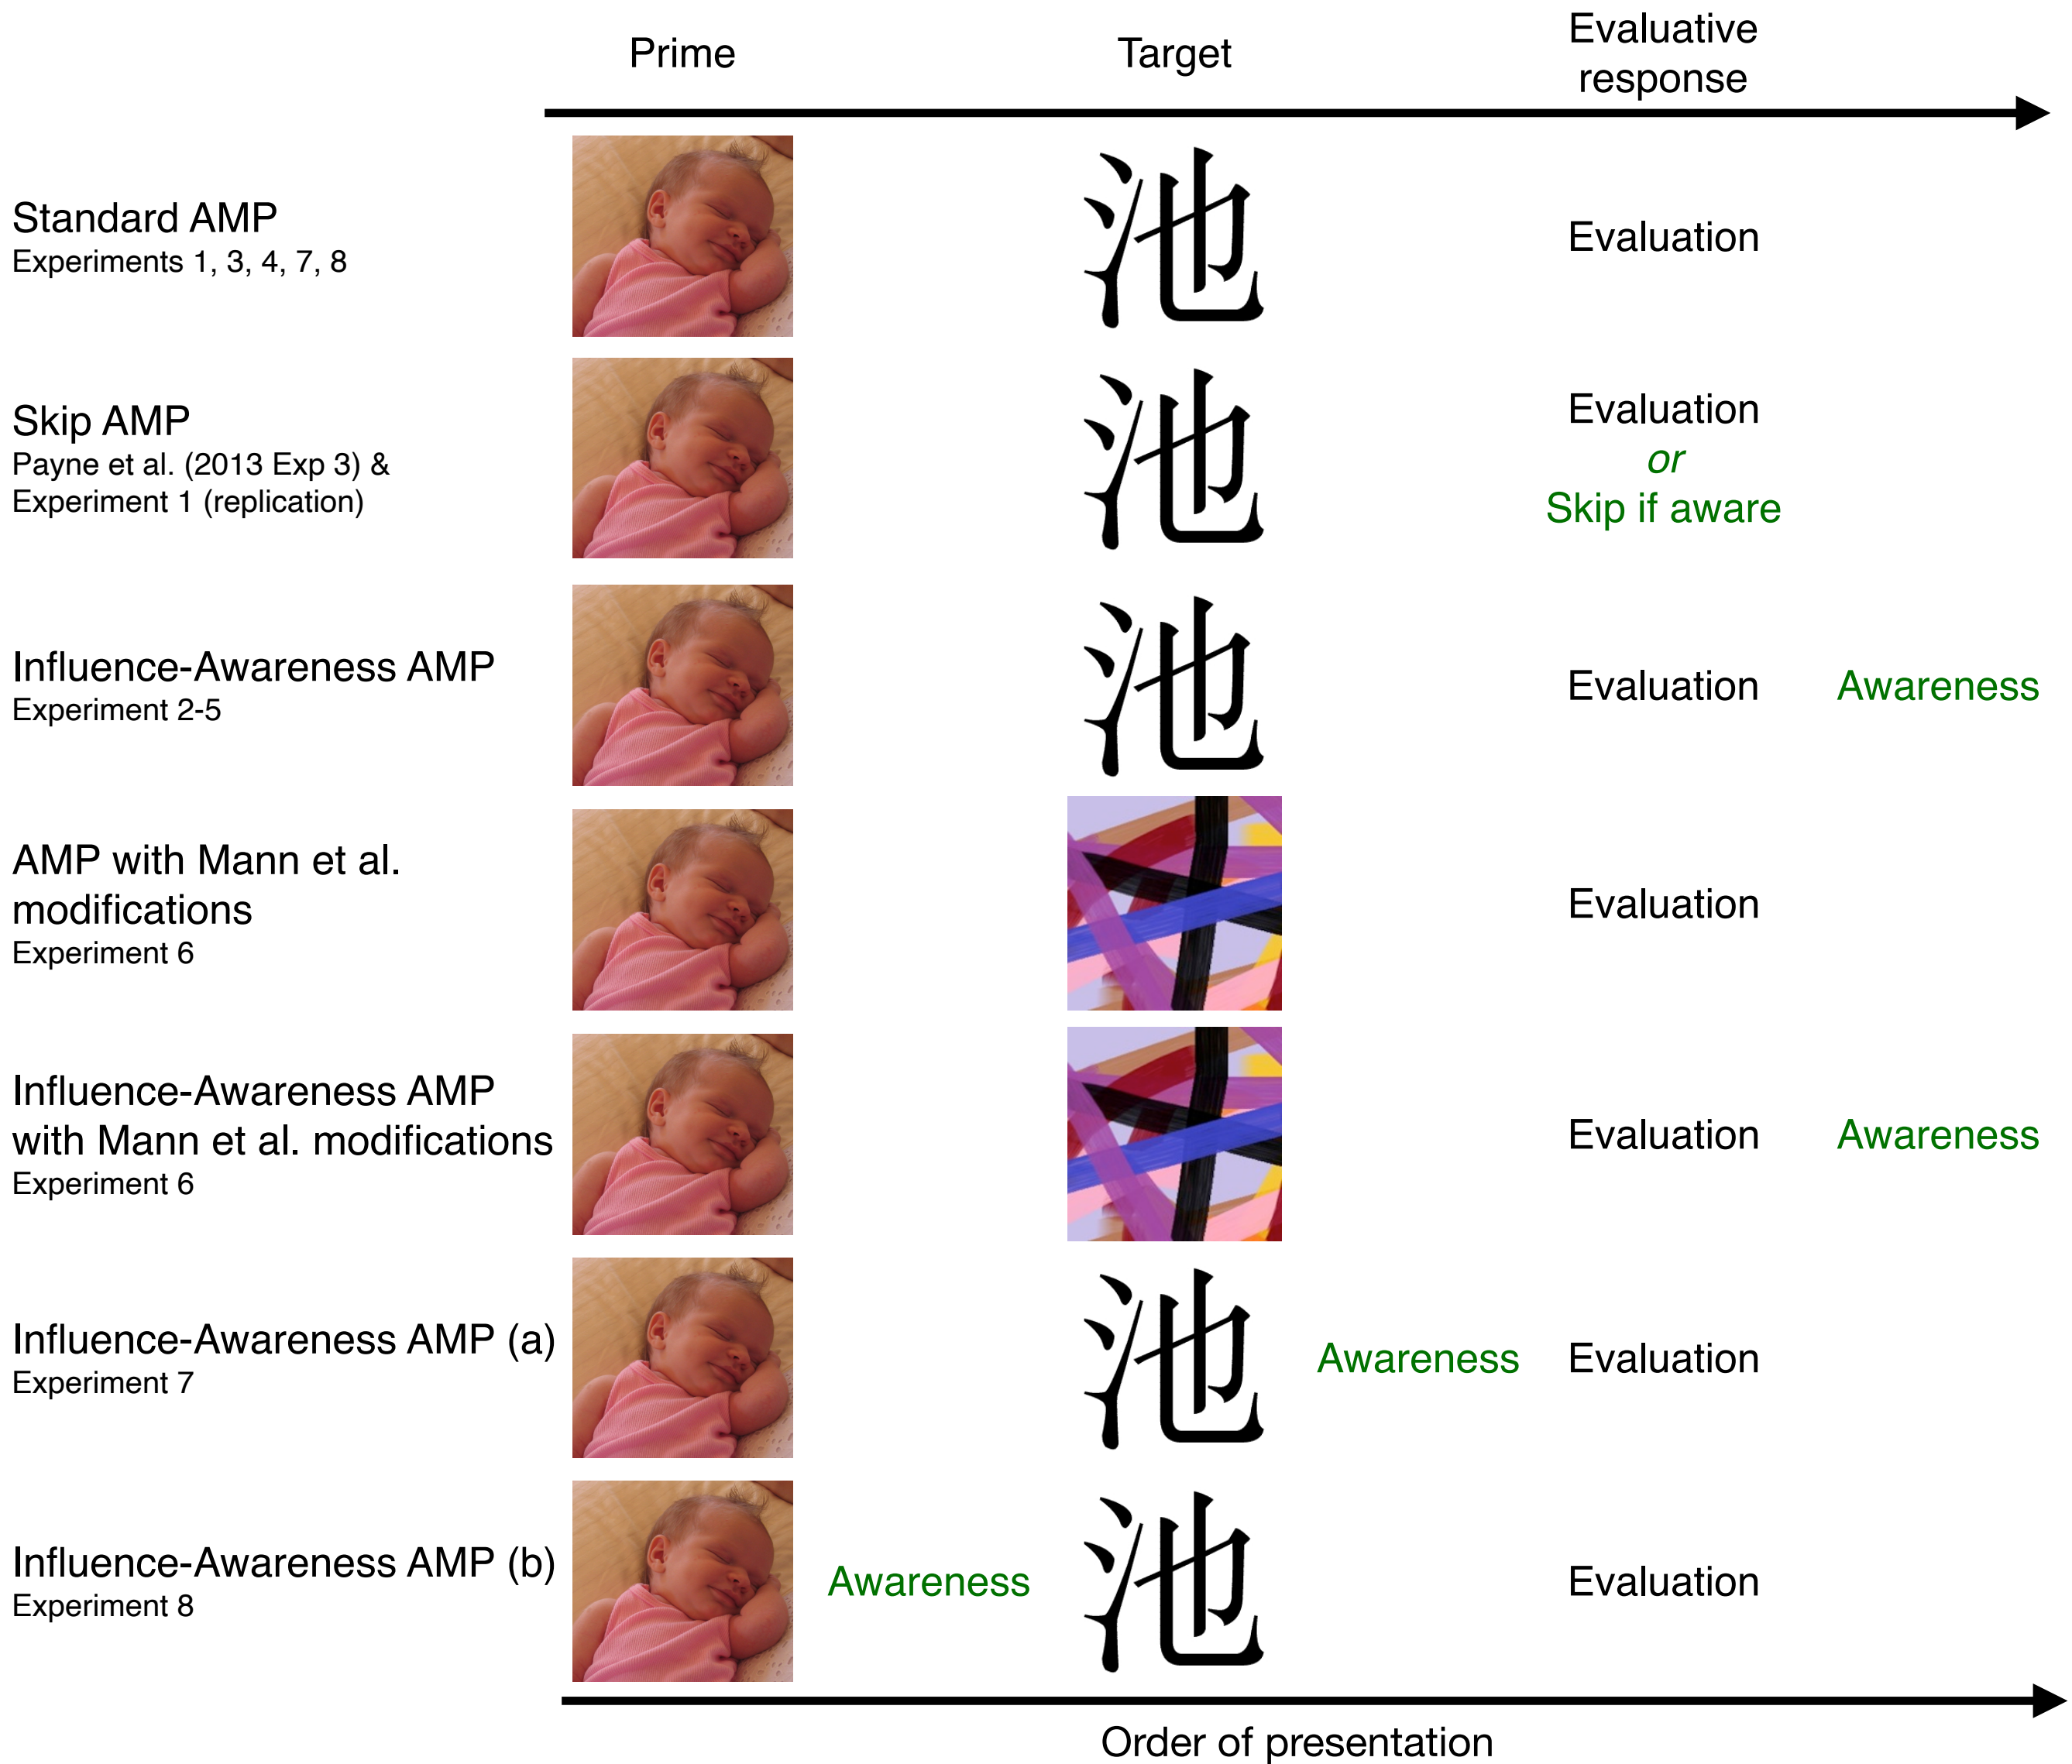 Prime
Target
Evaluative
response
Standard AMP
Experiments 1, 3, 4, 7, 8
池
Evaluation
Skip AMP
Payne et al. (2013 Exp 3) &
Experiment 1 (replication)
池
Evaluation
or
Skip if aware
Influence-Awareness AMP
Experiment 2-5
池
Evaluation
Awareness
AMP with Mann et al.
modifications
Experiment 6
Evaluation
Influence-Awareness AMP
with Mann et al. modifications
Experiment 6
Evaluation
Awareness
Influence-Awareness AMP (a)
Experiment 7
池
Awareness
Evaluation
Influence-Awareness AMP (b)
Experiment 8
Awareness
池
Evaluation
Order of presentation